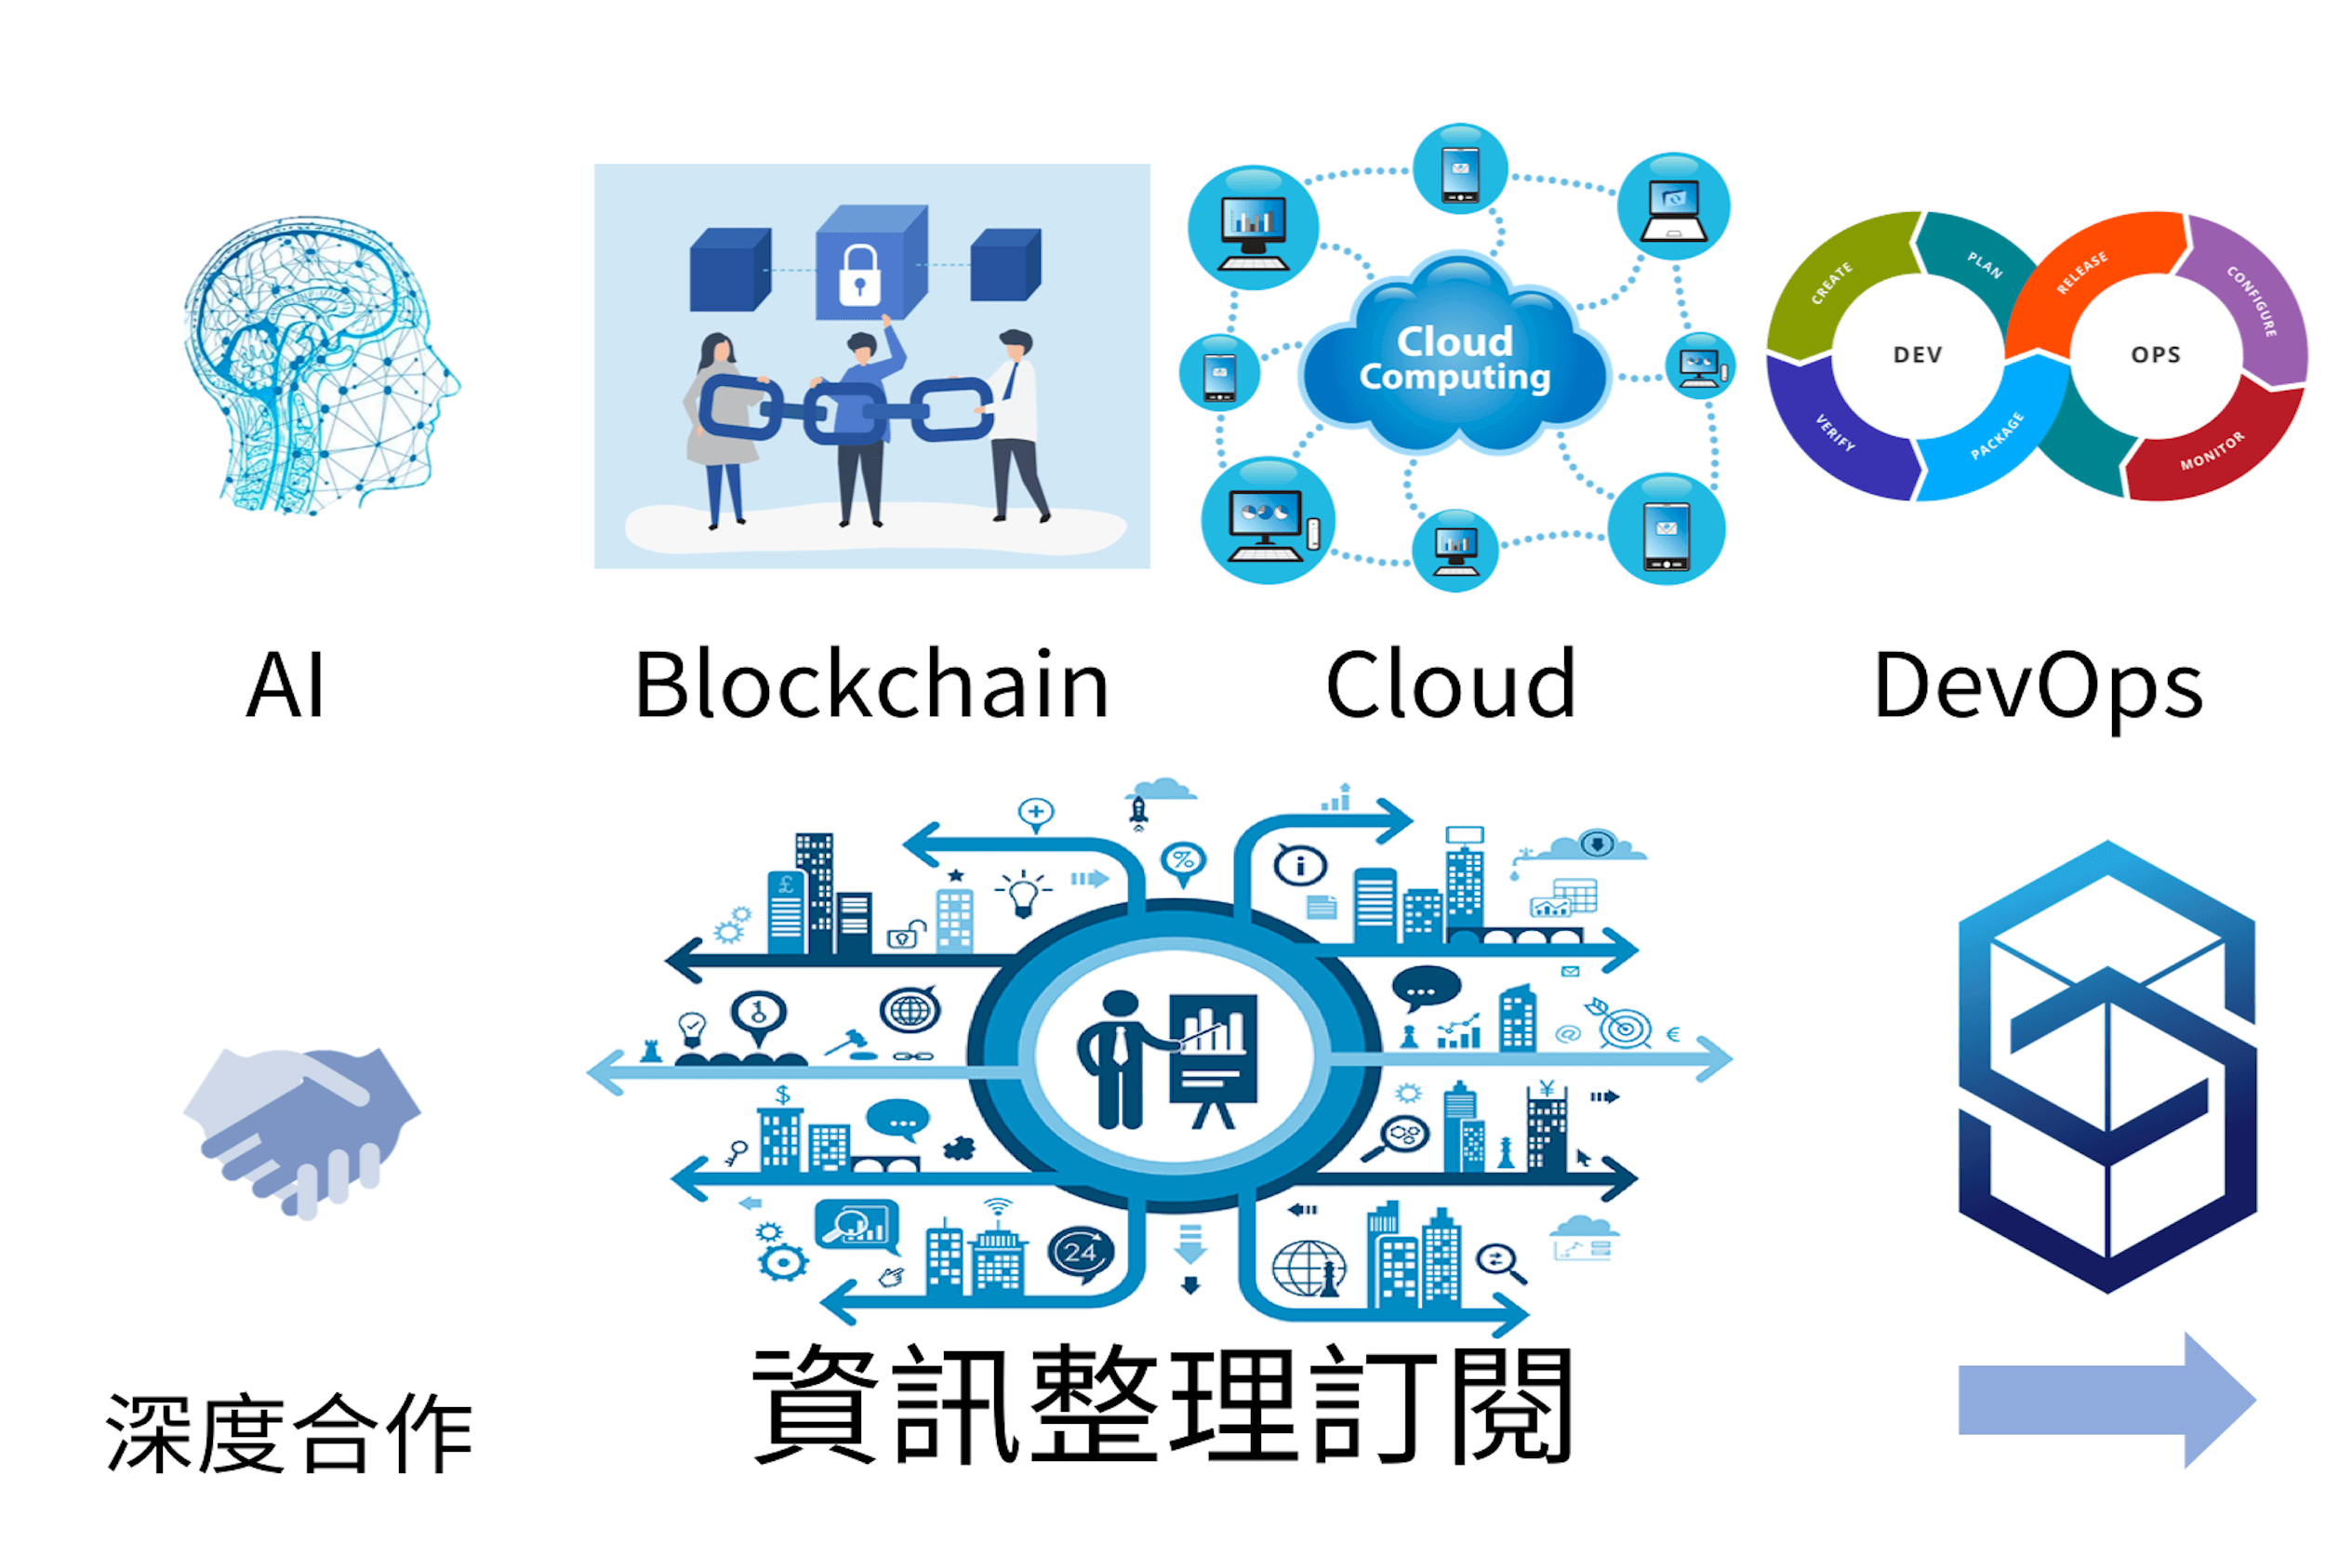 Cloud
Computing
CREATE
PLAN
RELEASE
CONFIGURE
DEV
OPS
VERIFY
PACKAGE
MONITOR
AI
Blockchain
Cloud
DevOps
£
%
i
$
@
€
¥
24
深度合作
資訊整理訂閱